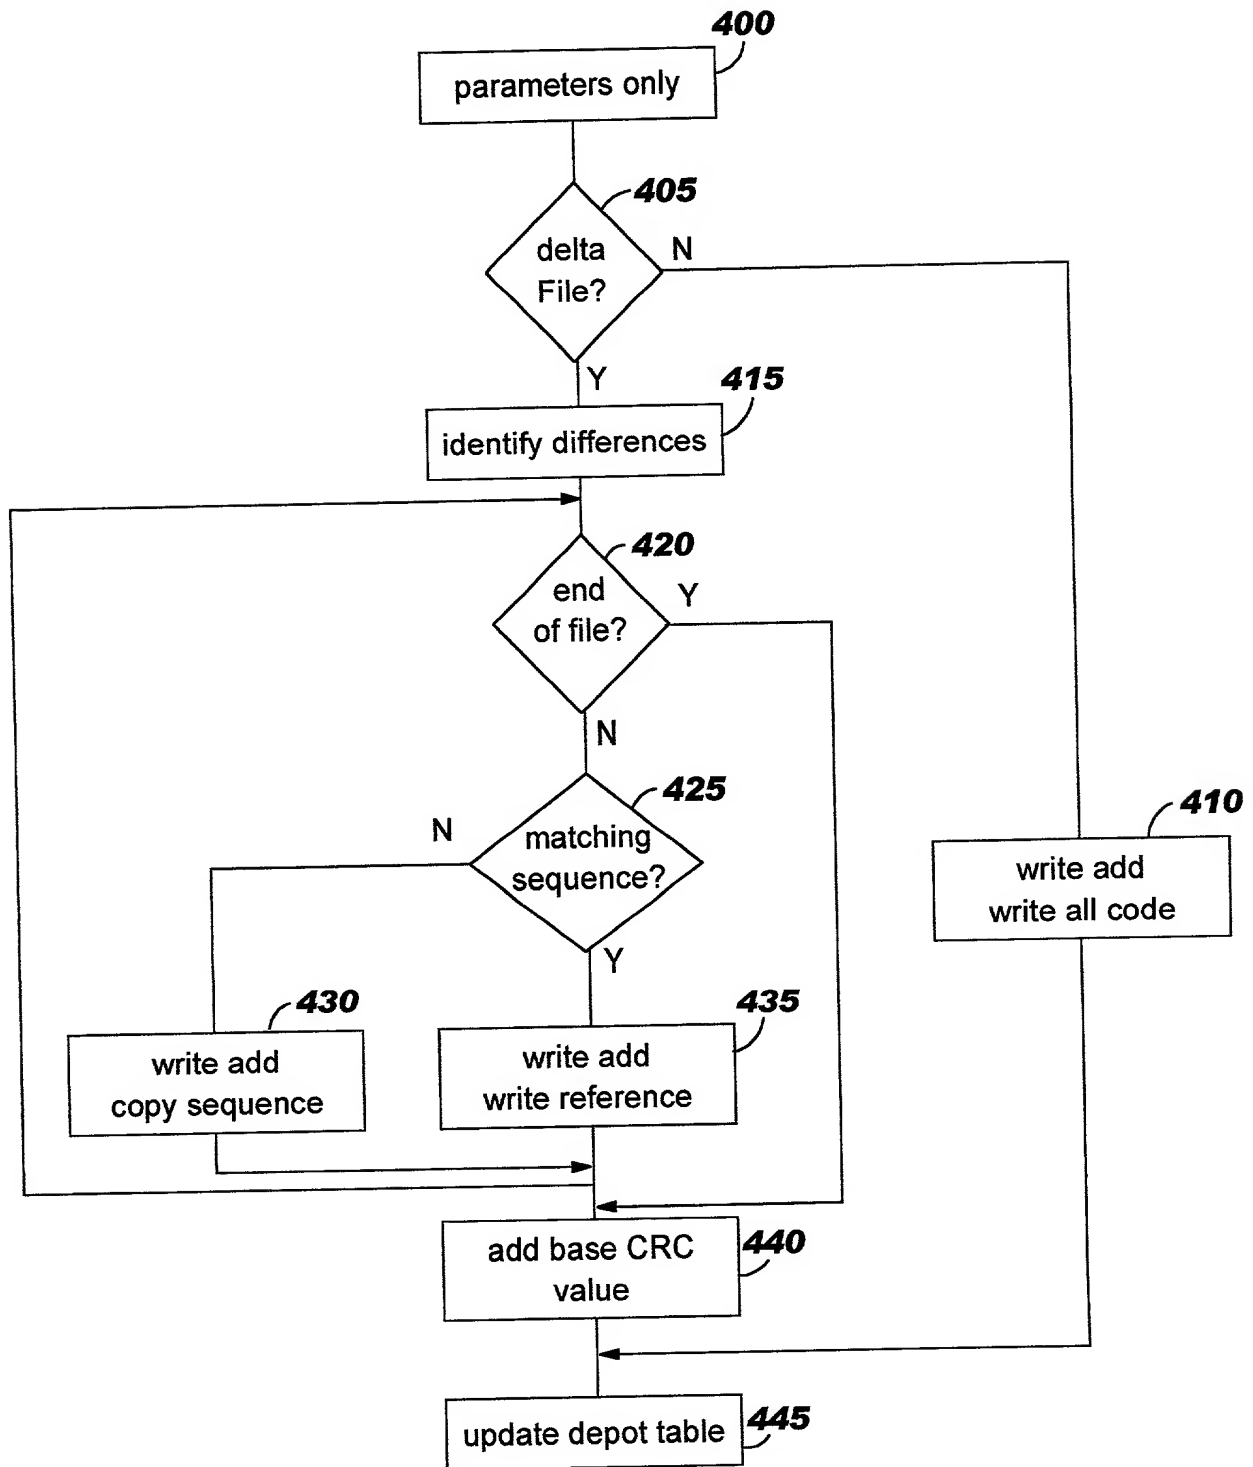 400
parameters only
405
delta
File?
N
Y
415
identify differences
420
end
of file?
Y
N
425
matching
sequence?
N
Y
410
write add
write all code
430
write add
copy sequence
435
write add
write reference
440
add base CRC
value
445
update depot table